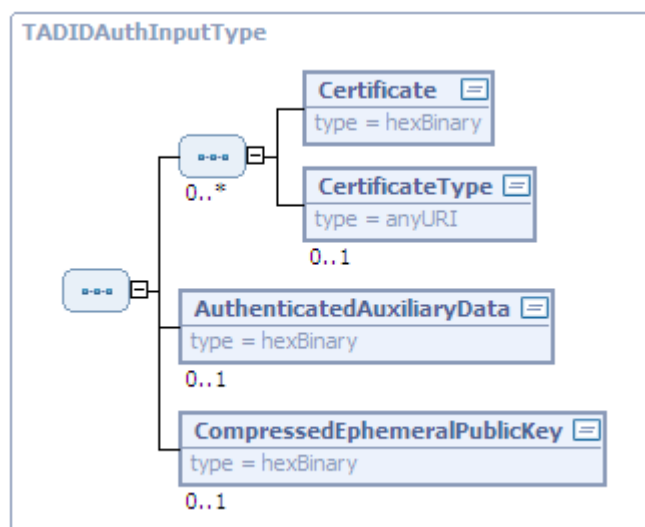 TADIDAuthInputType
Certificate
type = hexBinary
0..*
CertificateType
type = anyURI
0..1
AuthenticatedAuxiliaryData
type = hexBinary
0..1
CompressedEphemeralPublicKey
type = hexBinary
0..1